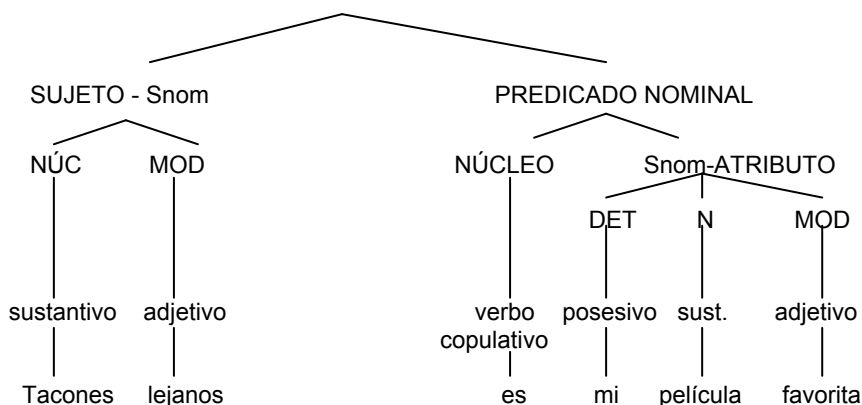 SUJETO - Snom PREDICADO NOMINAL
NÚC MOD NÚCLEO Snom-ATRIBUTO
DET N MOD
sustantivo adjetivo verbo posesivo sust. adjetivo
copulativo
Tacones lejanos es mi película favorita